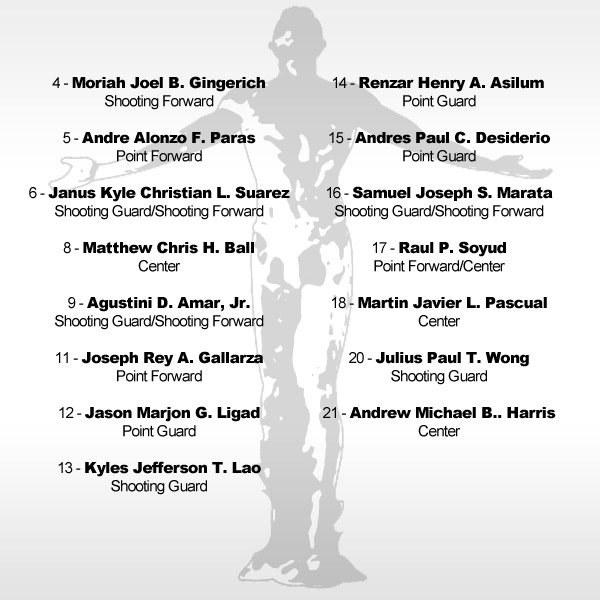 4 - Moriah Joel B. Gingerich
Shooting Forward
5 - Andre Alonzo F. Paras
Point Forward
6 - Janus Kyle Christian L. Suarez
Shooting Guard/Shooting Forward
8 - Matthew Chris H. Ball
Center
9 - Agustini D. Amar, Jr.
Shooting Guard/Shooting Forward
11 - Joseph Rey A. Gallarza
Point Forward
12 - Jason Marjon G. Ligad
Point Guard
13 - Kyles Jefferson T. Lao
Shooting Guard
14 - Renzar Henry A. Asilum
Point Guard
15 - Andres Paul C. Desiderio
Point Guard
16 - Samuel Joseph S. Marata
Shooting Guard/Shooting Forward
17 - Raul P. Soyud
Point Forward/Center
18 - Martin Javier L. Pascual
Center
20 - Julius Paul T. Wong
Shooting Guard
21 - Andrew Michael B.. Harris
Center